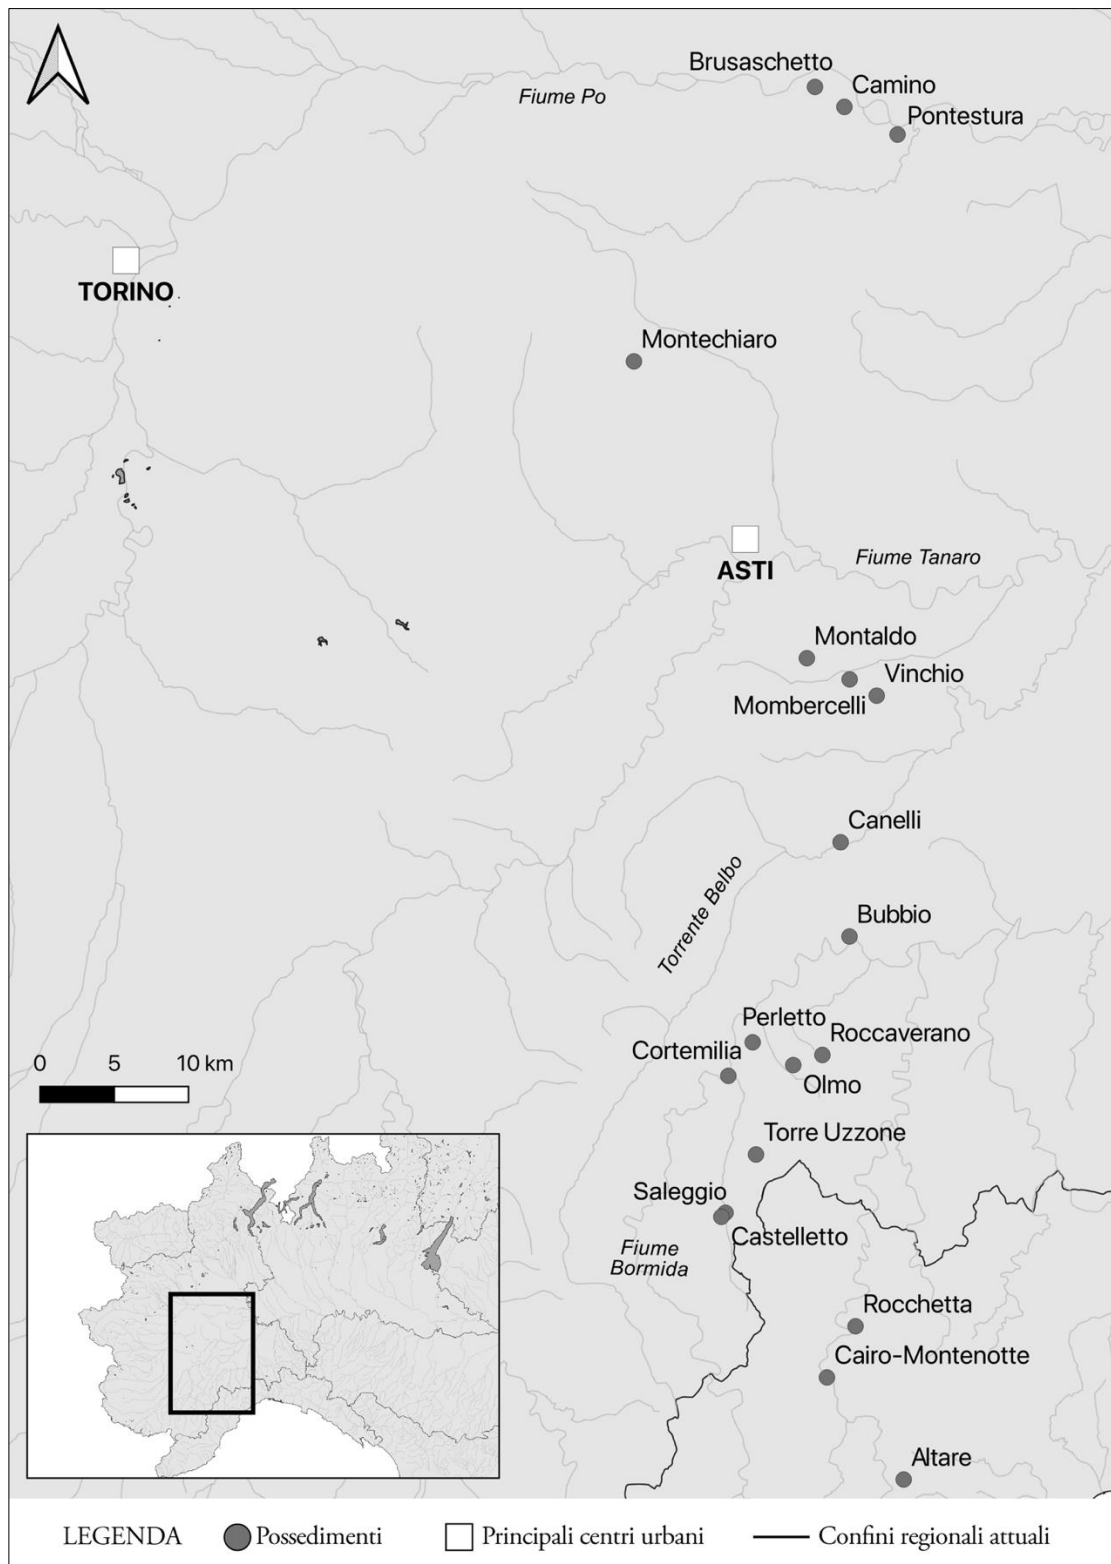 Brusaschetto
Camino
Fiume Po
Pontestura
TORINO
Montechiaro
ASTI
Fiume Tanaro
Montaldo
Vinchio
Mombercelli
Canelli
Torrente Belbo
Bubbio
Perletto
Roccaverano
Cortemilia
Olmo
0 5 10 km
Torre Uzzone
Saleggio
Castelletto
Fiume
Bormida
Rocchetta
Cairo-Montenotte
Altare
LEGENDA Possedimenti Principali centri urbani Confini regionali attuali